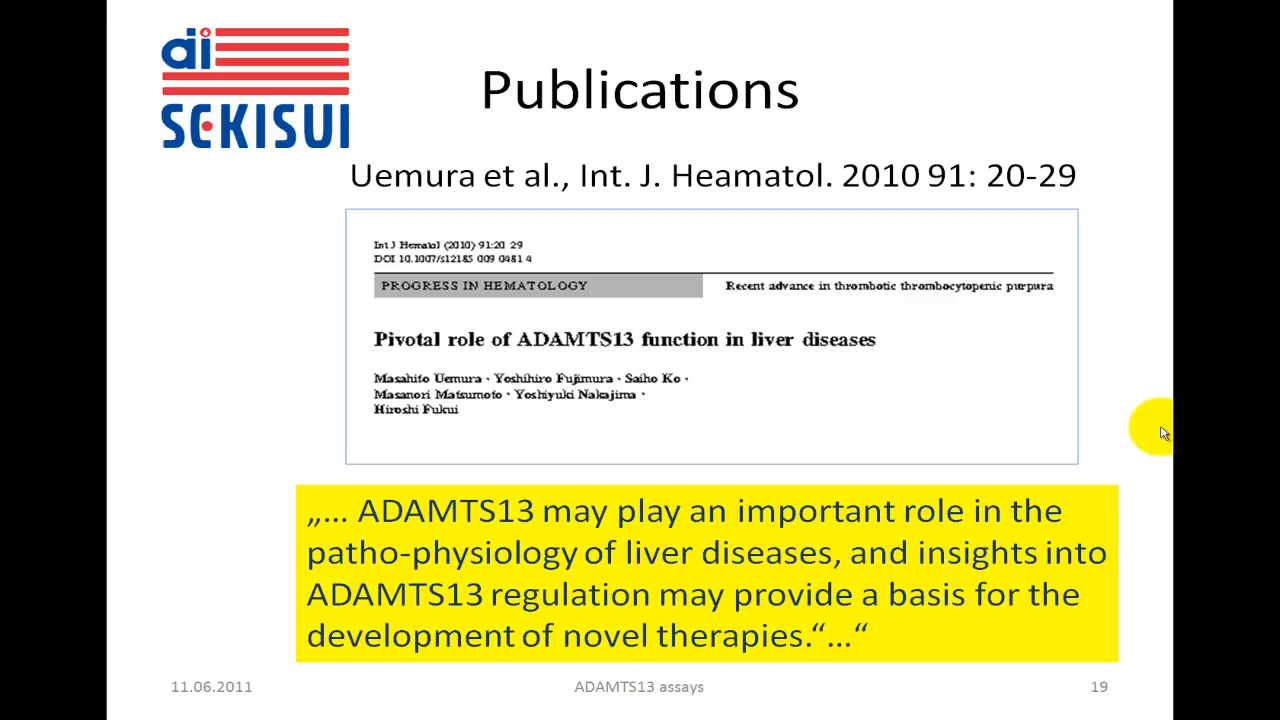 ai
SEKISUI
Publications
Uemura et al., Int. J. Heamatol. 2010 91: 20-29
Int J Hematol (2010) 91:20 29
DOI 10.1007/s12185 009 0481 4
PROGRESS IN HEMATOLOGY
Recent advance in thrombotic thrombocytopenic purpura
Pivotal role of ADAMTS13 function in liver diseases
Masahito Uemura · Yoshihiro Fujimura · Saiho Ko ·
Masanori Matsumoto · Yoshiyuki Nakajima ·
Hiroshi Fukui
„... ADAMTS13 may play an important role in the
patho-physiology of liver diseases, and insights into
ADAMTS13 regulation may provide a basis for the
development of novel therapies.“...“
11.06.2011
ADAMTS13 assays
19